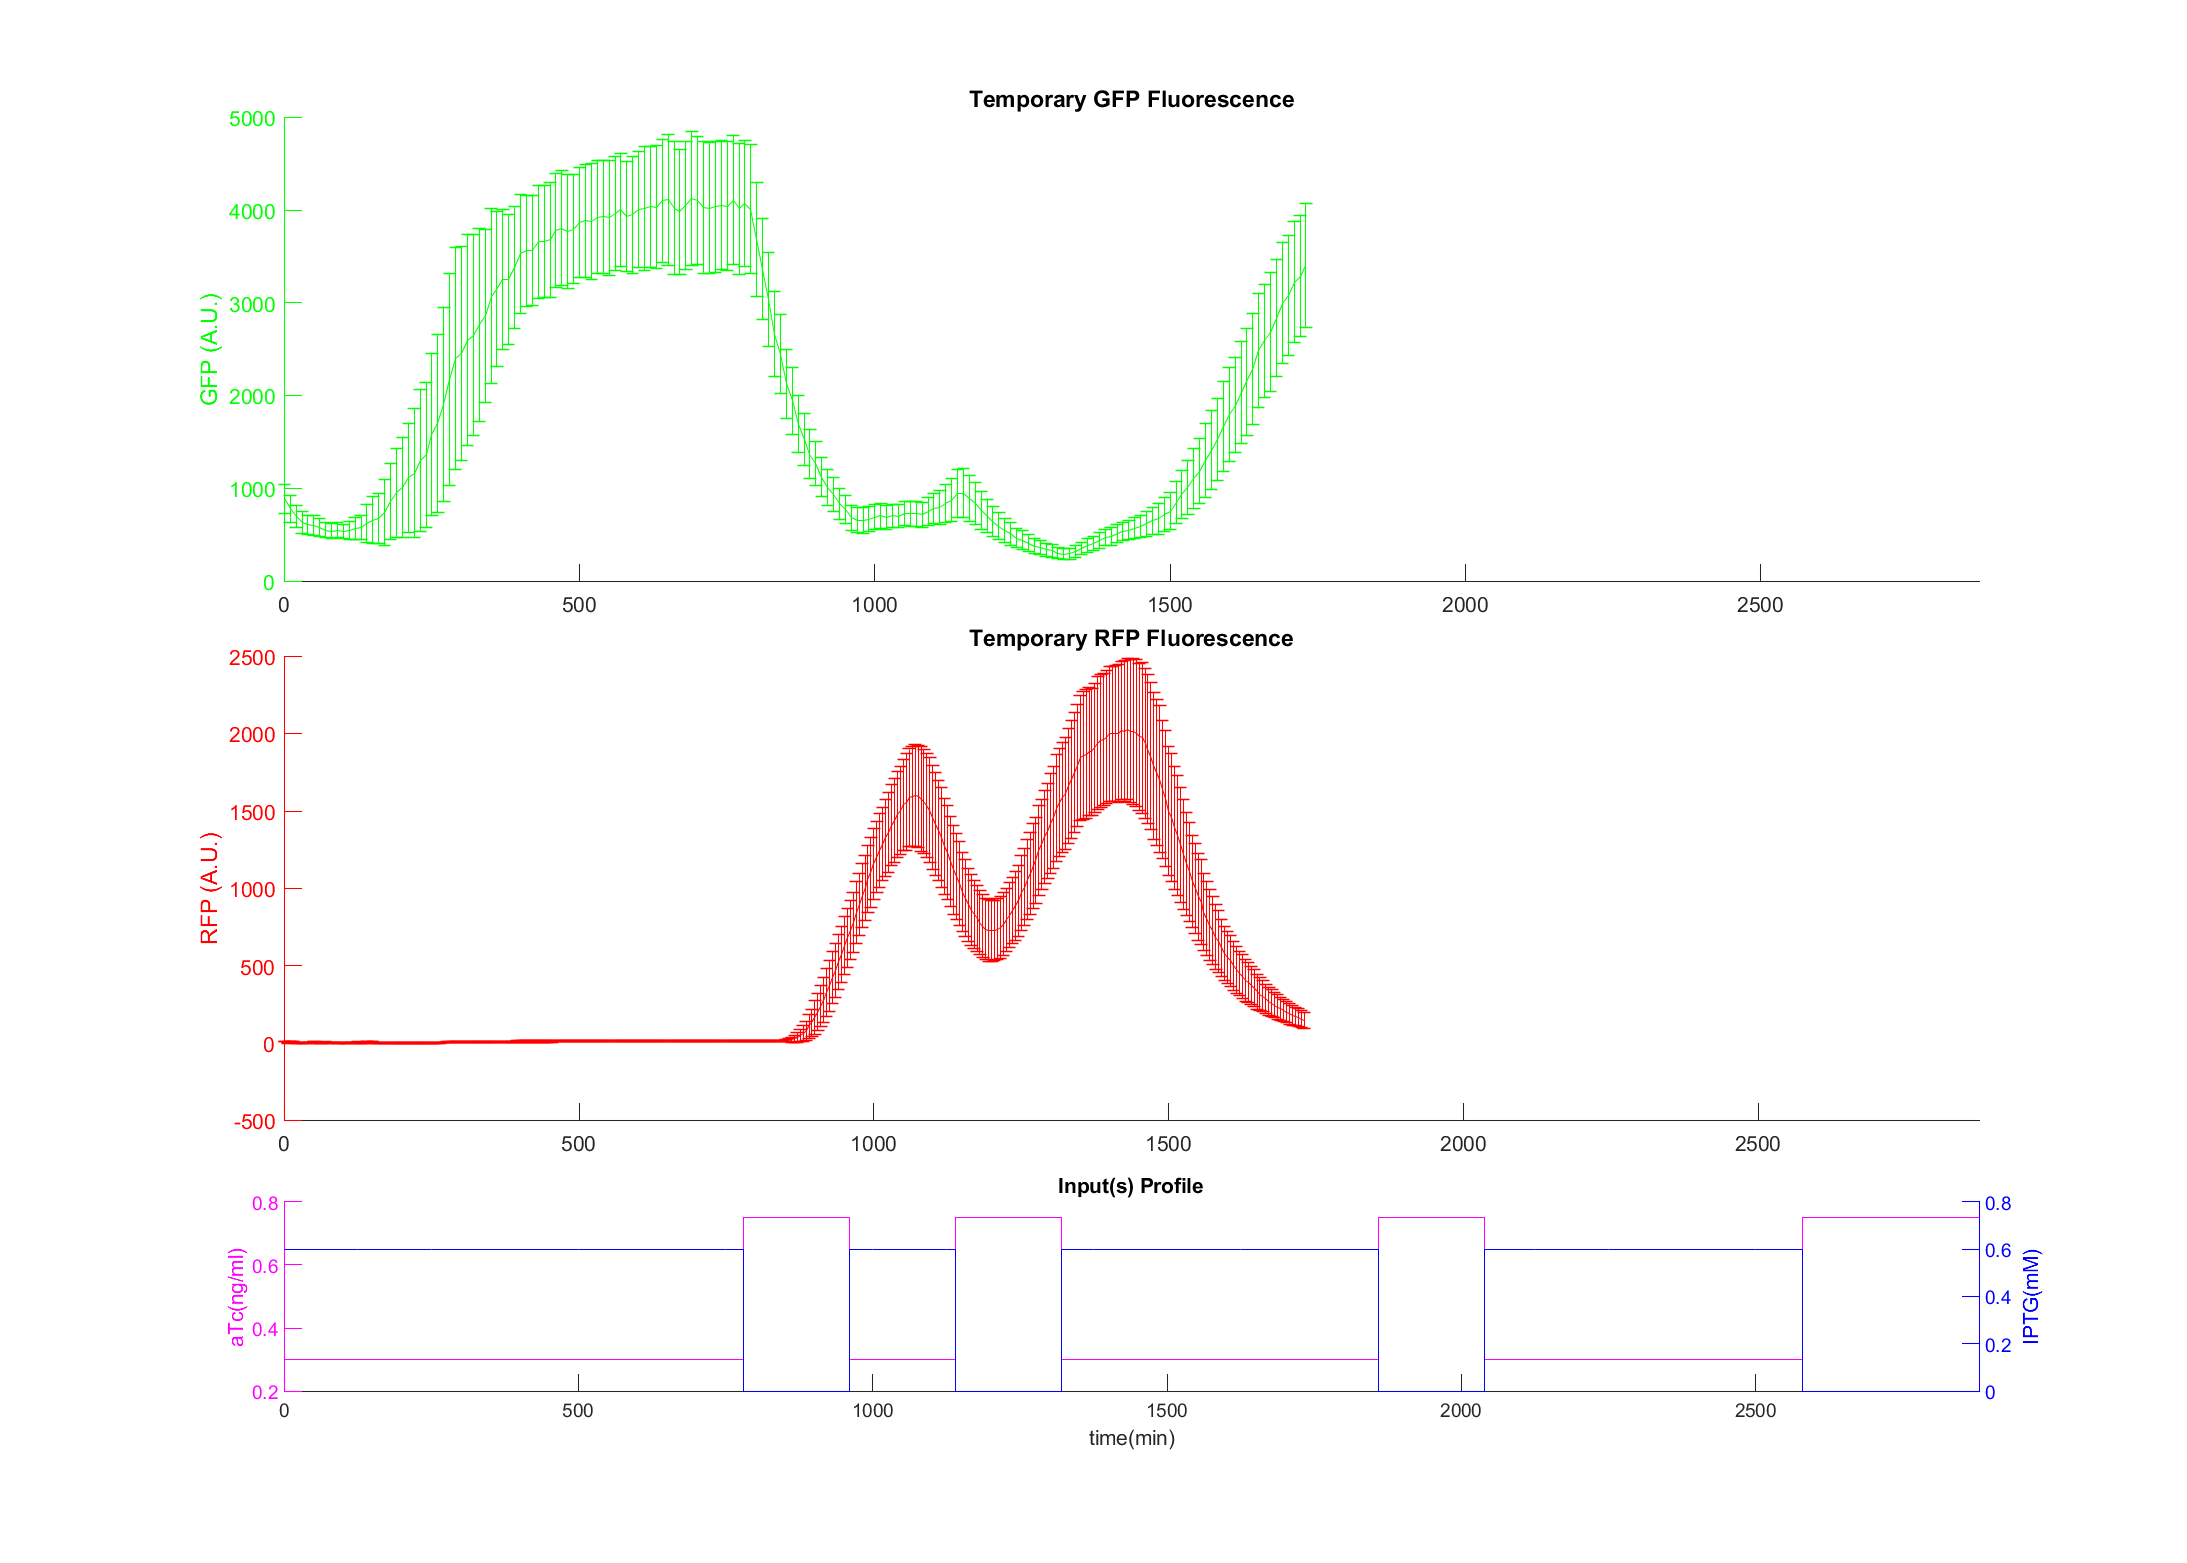 Temporary GFP Fluorescence
5000
4000
3000
2000
1000
0
GFP (A.U.)
0 500 1000 1500 2000 2500
Temporary RFP Fluorescence
2500
2000
1500
1000
500
0
-500
RFP (A.U.)
0 500 1000 1500 2000 2500
Input(s) Profile
0.8
0.6
0.4
0.2
aTc(ng/ml)
0.8
0.6
0.4
0.2
0
IPTG(mM)
0 500 1000 1500 2000 2500
time(min)